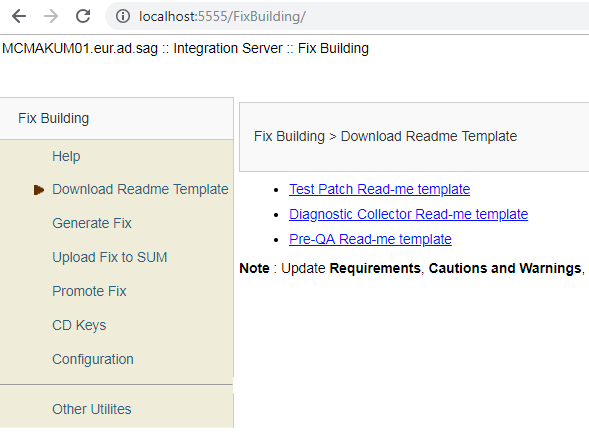 localhost:5555/FixBuilding/
MCMAKUM01.eur.ad.sag :: Integration Server :: Fix Building
Fix Building
Help
Download Readme Template
Generate Fix
Upload Fix to SUM
Promote Fix
CD Keys
Configuration
Other Utilites
Fix Building > Download Readme Template
Test Patch Read-me template
Diagnostic Collector Read-me template
Pre-QA Read-me template
Note : Update Requirements, Cautions and Warnings,